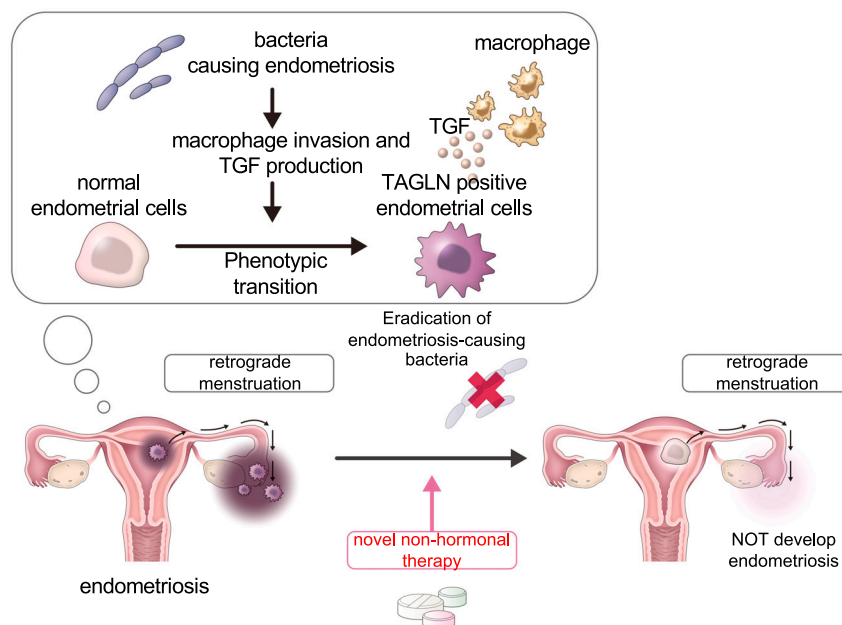 bacteria
causing endometriosis
macrophage
macrophage invasion and
TGF production
TGF
normal
endometrial cells
TAGLN positive
endometrial cells
Phenotypic
transition
Eradication of
endometriosis-causing
bacteria
retrograde
menstruation
retrograde
menstruation
novel non-hormonal
therapy
endometriosis
NOT develop
endometriosis